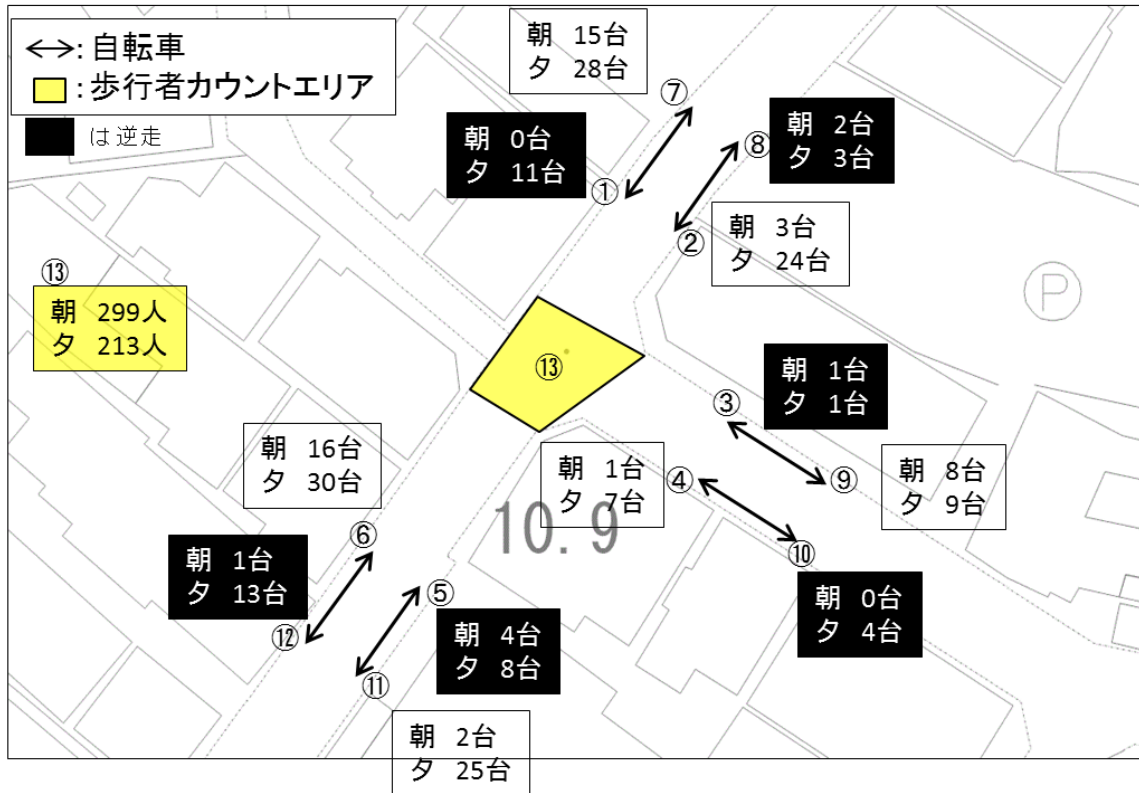 ↔: 自転車
: 歩行者カウントエリア
は逆走
朝 15台
夕 28台
⑦
朝 0台
夕 11台
①
⑧
朝 2台
夕 3台
②
朝 3台
夕 24台
P
⑬
朝 299人
夕 213人
⑬
③
朝 1台
夕 1台
朝 16台
夕 30台
朝 1台
夕 7台
④
⑨
朝 8台
夕 9台
10.9
⑥
⑩
朝 1台
夕 13台
⑫
⑤
朝 4台
夕 8台
朝 0台
夕 4台
⑪
朝 2台
夕 25台